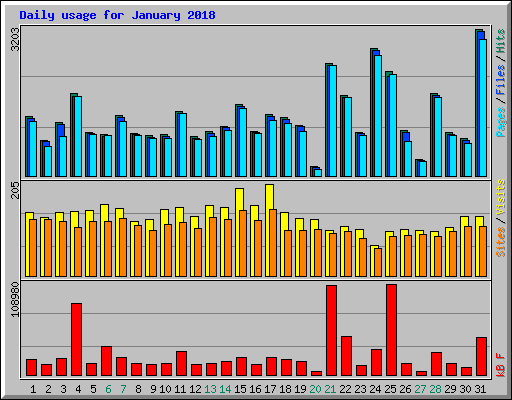 Daily usage for January 2018
3203
Pages / Files / Hits
205
Sites / Visits
108980
kB F
1 2 3 4 5 6 7 8 9 10 11 12 13 14 15 16 17 18 19 20 21 22 23 24 25 26 27 28 29 30 31